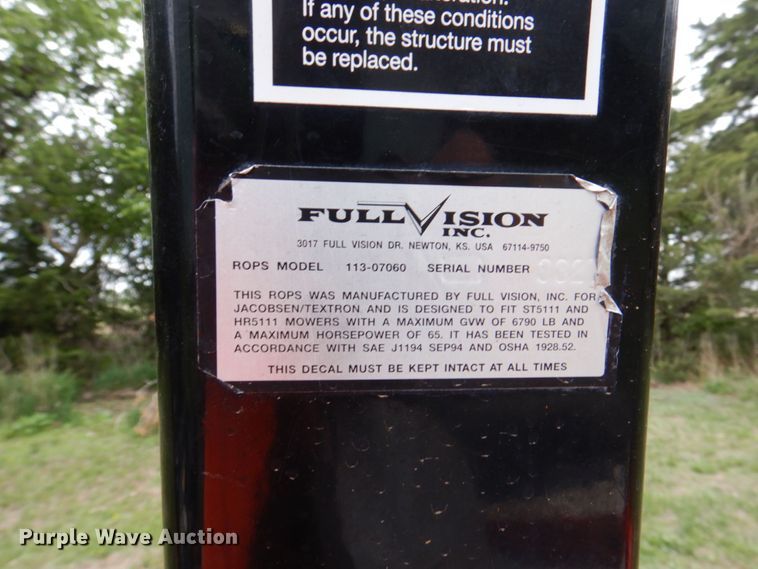 If any of these conditions
occur, the structure must
be replaced.
FULL VISION
INC.
3017 FULL VISION DR. NEWTON, KS. USA 67114-9750
ROPS MODEL 113-07060 SERIAL NUMBER
THIS ROPS WAS MANUFACTURED BY FULL VISION, INC. FOR
JACOBSEN/TEXTRON AND IS DESIGNED TO FIT ST5111 AND
HR5111 MOWERS WITH A MAXIMUM GVW OF 6790 LB AND
A MAXIMUM HORSEPOWER OF 65. IT HAS BEEN TESTED IN
ACCORDANCE WITH SAE J1194 SEP94 AND OSHA 1928.52.
THIS DECAL MUST BE KEPT INTACT AT ALL TIMES
Purple Wave Auction